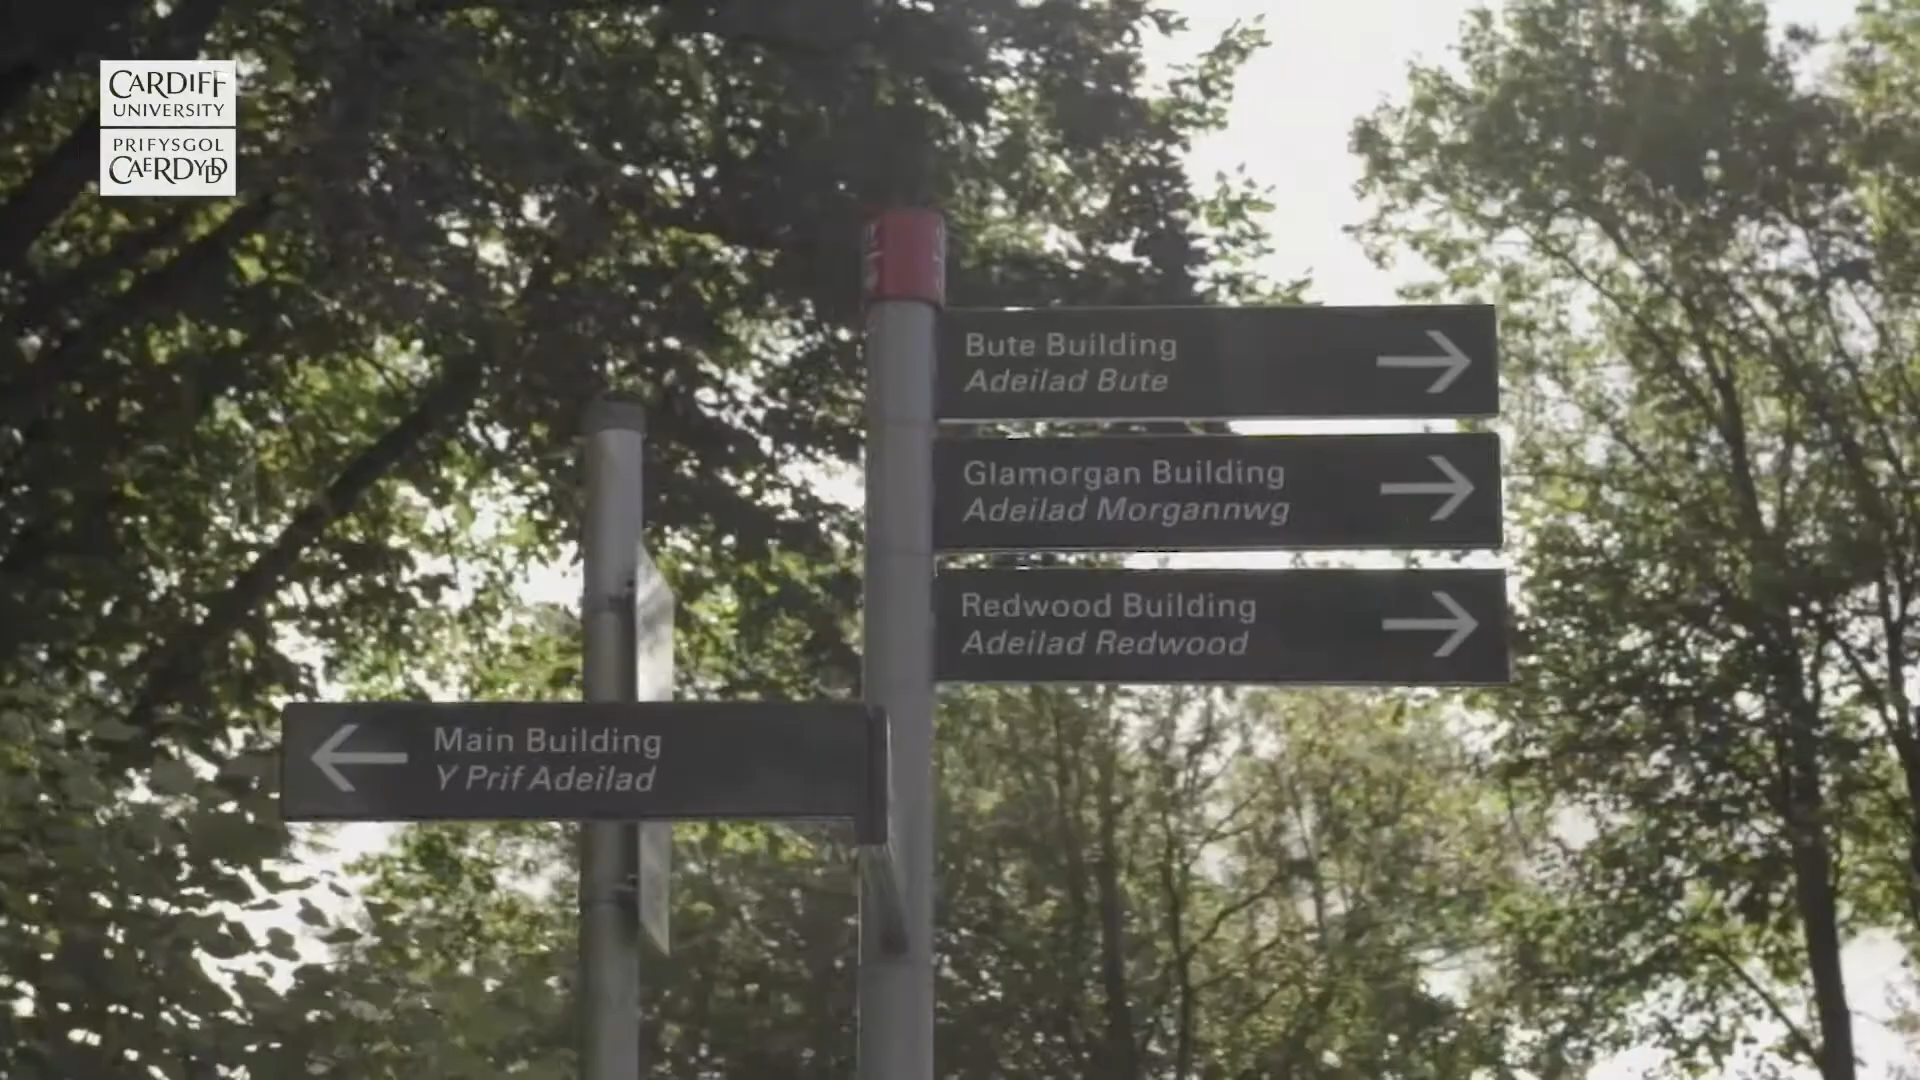 CARDIFF
UNIVERSITY
PRIFYSGOL
CAERDYDD
Bute Building
Adeilad Bute
Glamorgan Building
Adeilad Morgannwg
Redwood Building
Adeilad Redwood
Main Building
Y Prif Adeilad